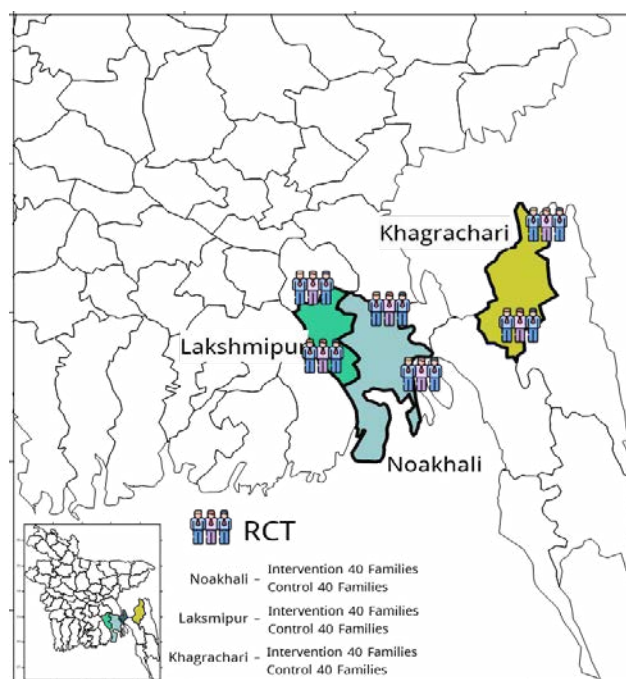 Khagrachari
Lakshmipur
Noakhali
RCT
Noakhali – Intervention 40 Families
Control 40 Families
Laksmipur – Intervention 40 Families
Control 40 Families
Khagrachari – Intervention 40 Families
Control 40 Families